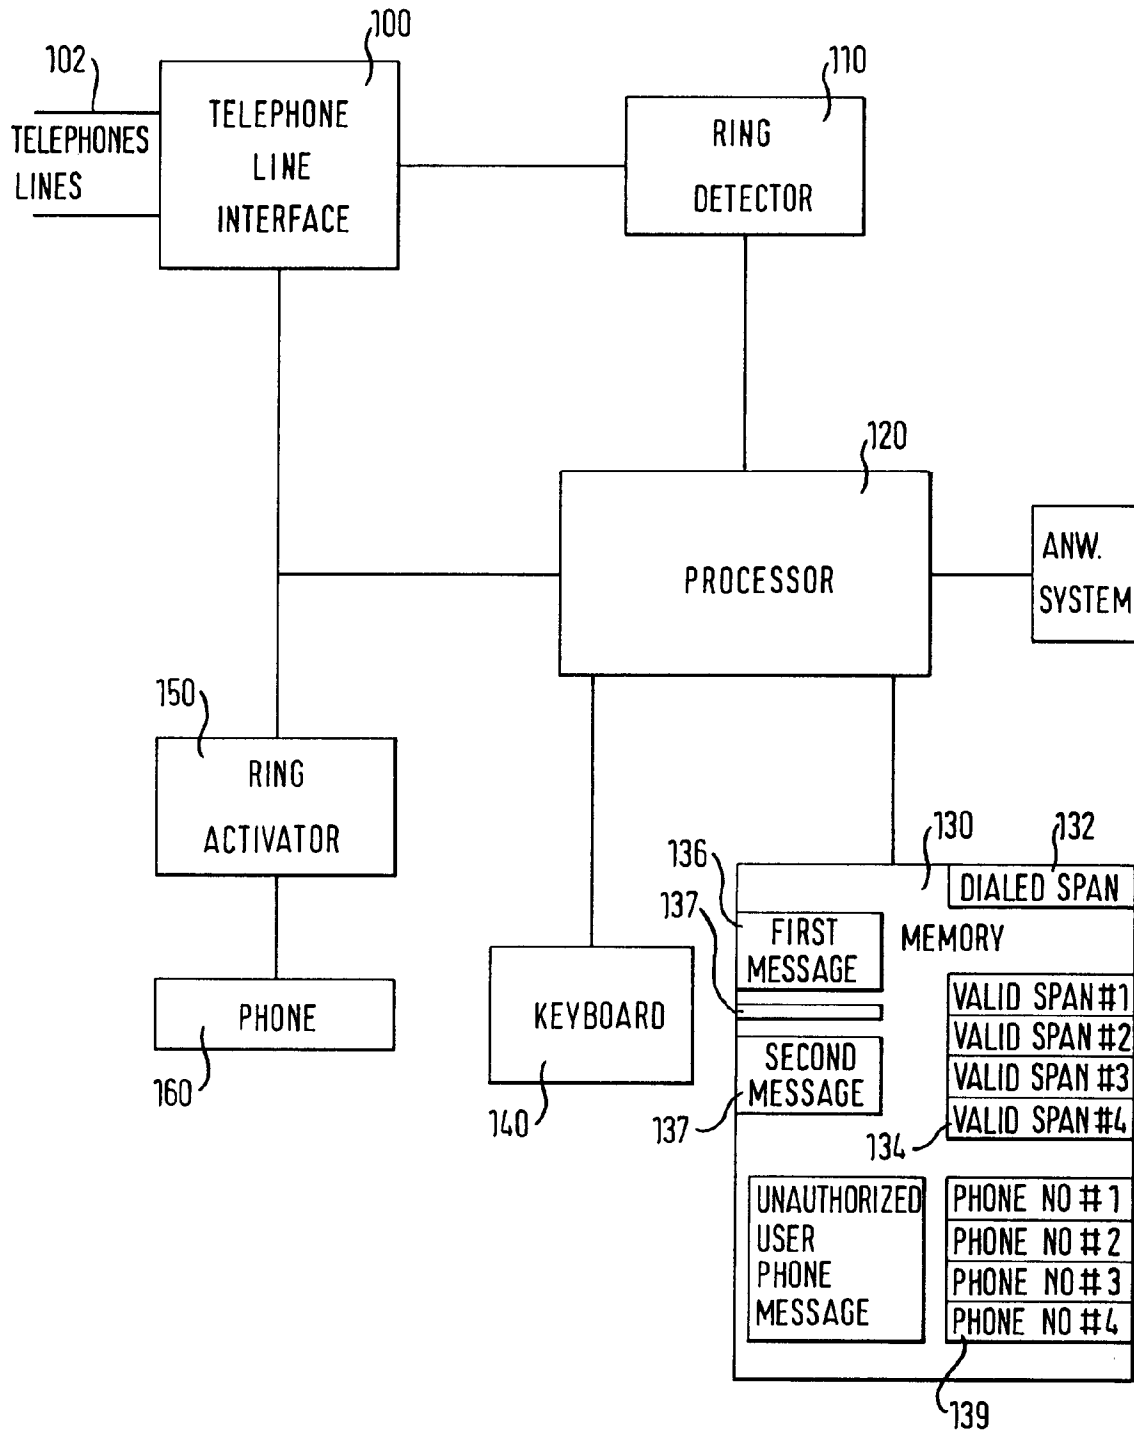 100
102
TELEPHONES
LINES
TELEPHONE
LINE
INTERFACE
110
RING
DETECTOR
120
PROCESSOR
ANW.
SYSTEM
150
RING
ACTIVATOR
PHONE
160
KEYBOARD
140
130
132
DIALED SPAN
136
137
FIRST
MESSAGE
MEMORY
SECOND
MESSAGE
137
VALID SPAN #1
VALID SPAN #2
VALID SPAN #3
VALID SPAN #4
134
UNAUTHORIZED
USER
PHONE
MESSAGE
PHONE NO #1
PHONE NO #2
PHONE NO #3
PHONE NO #4
139